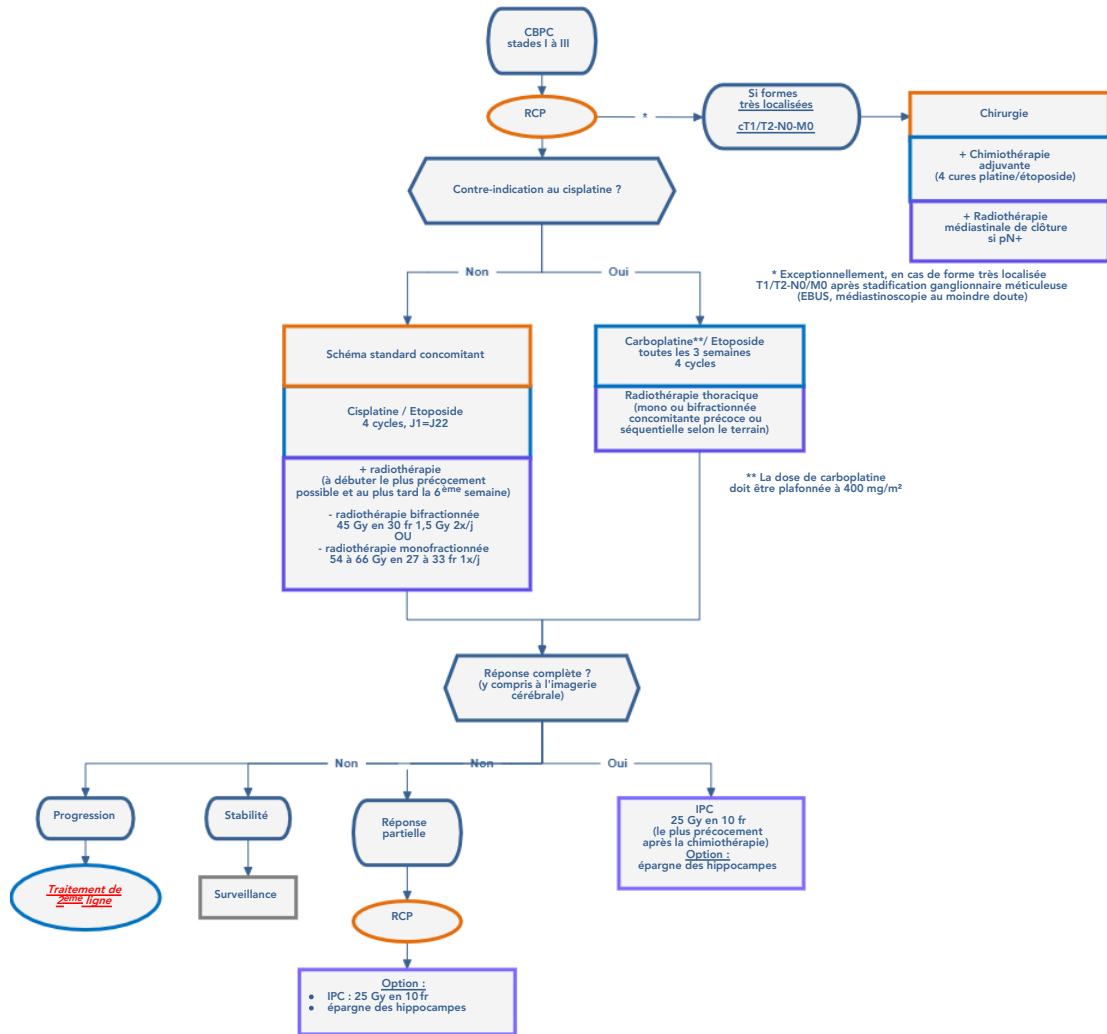 CBPC
stades I à III
RCP
*
Si formes
très localisées
cT1/T2-N0-M0
Chirurgie
+ Chimiothérapie
adjuvante
(4 cures platine/étoposide)
+ Radiothérapie
médiastinale de clôture
si pN+
Contre-indication au cisplatine ?
* Exceptionnellement, en cas de forme très localisée
T1/T2-N0/M0 après stadification ganglionnaire méticuleuse
(EBUS, médiastinoscopie au moindre doute)
Non
Oui
Schéma standard concomitant
Cisplatine / Etoposide
4 cycles, J1=J22
+ radiothérapie
(à débuter le plus précocement
possible et au plus tard la 6ème semaine)
- radiothérapie bifractionnée
45 Gy en 30 fr 1,5 Gy 2x/j
OU
- radiothérapie monofractionnée
54 à 66 Gy en 27 à 33 fr 1x/j
Carboplatine**/ Etoposide
toutes les 3 semaines
4 cycles
Radiothérapie thoracique
(mono ou bifractionnée
concomitante précoce ou
séquentielle selon le terrain)
** La dose de carboplatine
doit être plafonnée à 400 mg/m²
Réponse complète ?
(y compris à l'imagerie
cérébrale)
Non
Non
Oui
Progression
Stabilité
Réponse
partielle
IPC
25 Gy en 10 fr
(le plus précocement
après la chimiothérapie)
Option :
épargne des hippocampes
Traitement de
2ème ligne
Surveillance
RCP
Option :
● IPC : 25 Gy en 10 fr
● épargne des hippocampes